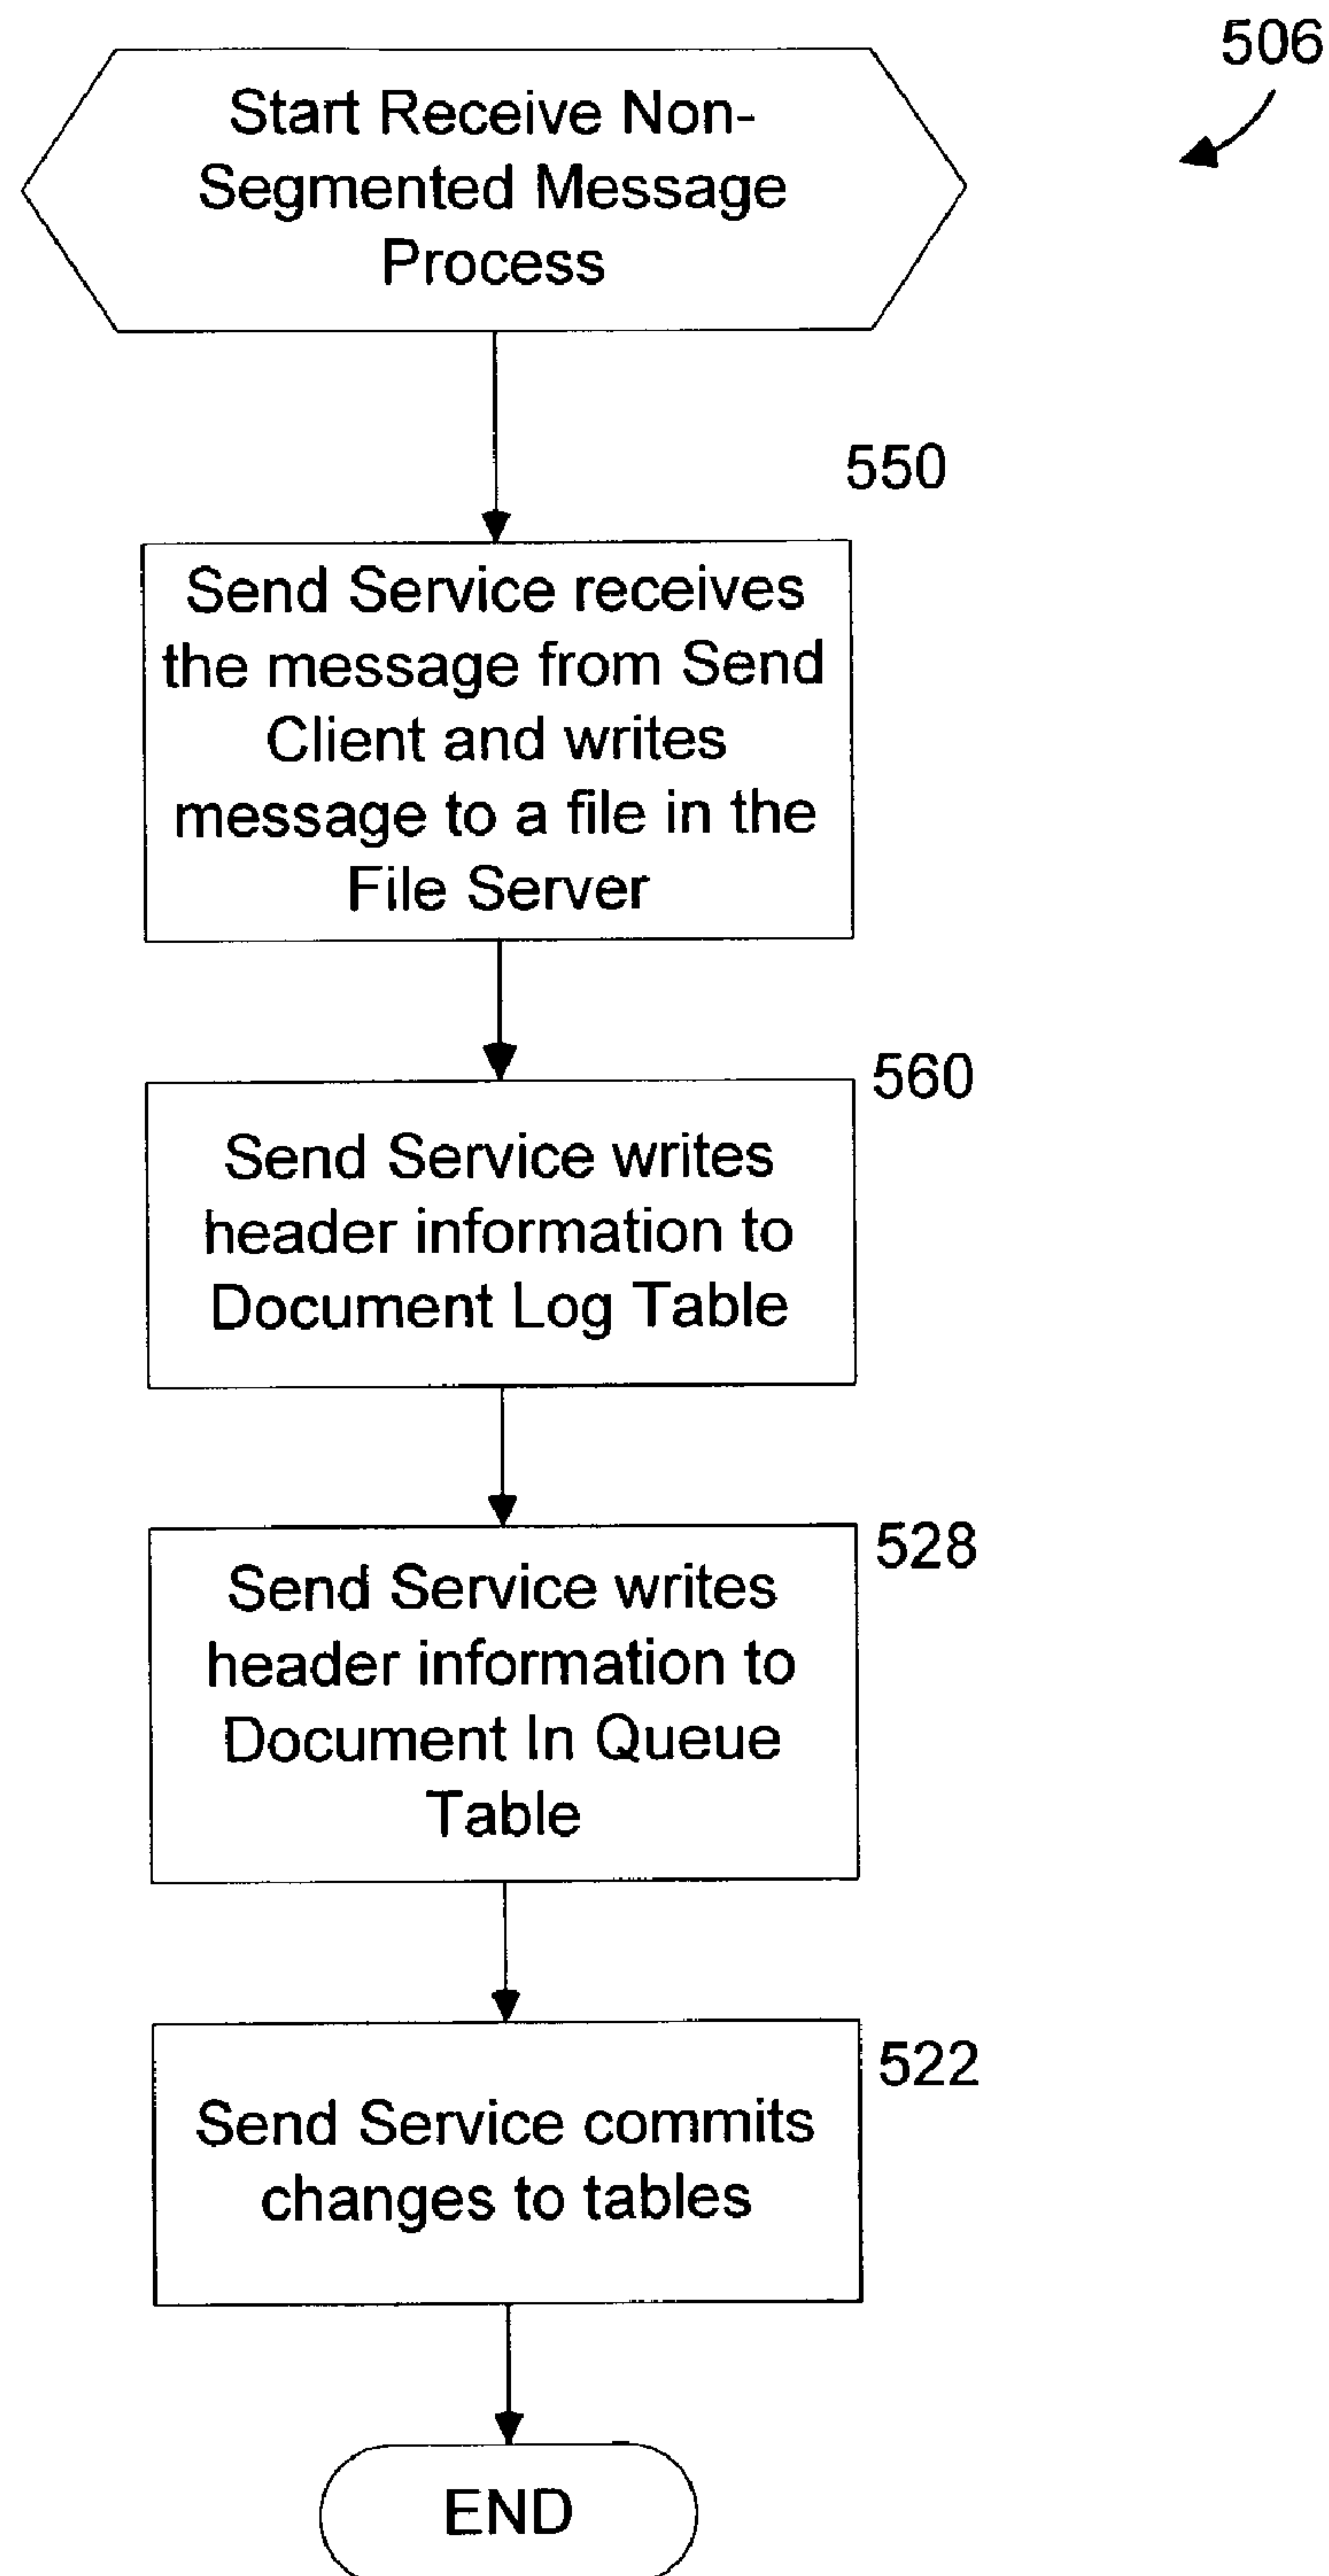 506
Start Receive Non-
Segmented Message
Process
550
Send Service receives
the message from Send
Client and writes
message to a file in the
File Server
560
Send Service writes
header information to
Document Log Table
528
Send Service writes
header information to
Document In Queue
Table
522
Send Service commits
changes to tables
END